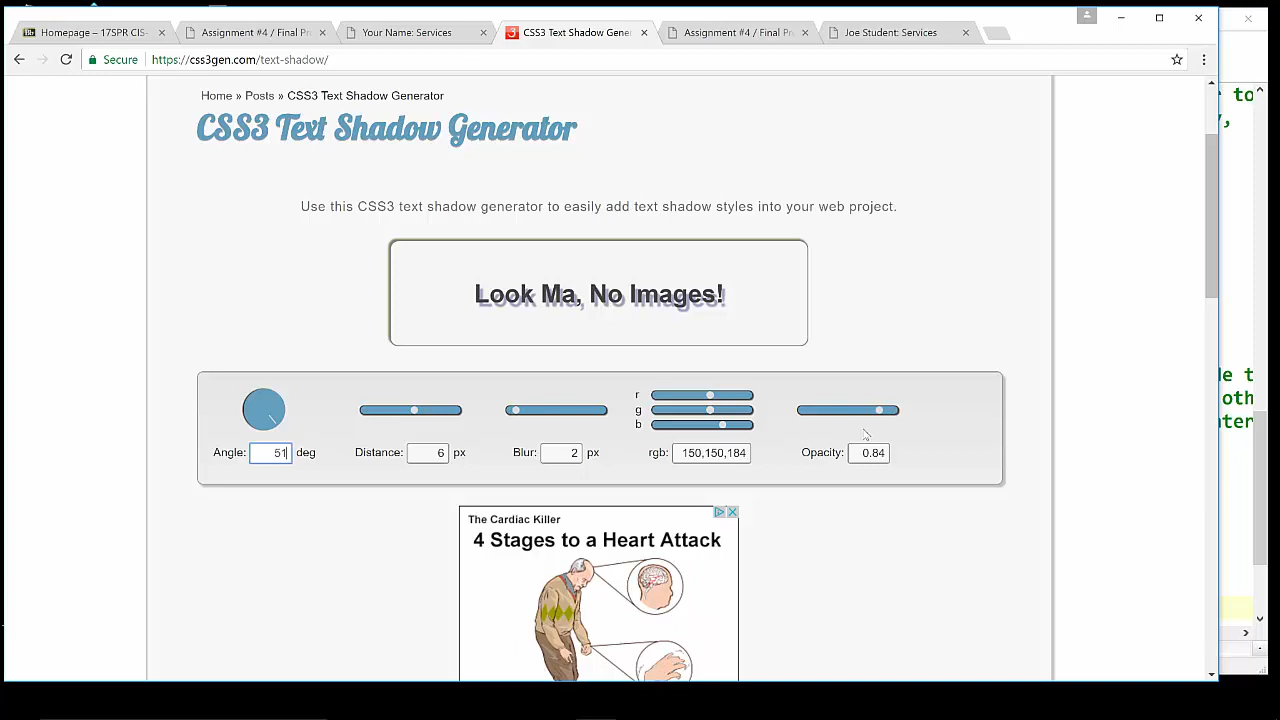 Homepage – 17SPR CIS-
Assignment #4 / Final Pr
Your Name: Services
CSS3 Text Shadow Gene
Assignment #4 / Final P
Joe Student: Services
Secure
https://css3gen.com/text-shadow/
Home » Posts » CSS3 Text Shadow Generator
CSS3 Text Shadow Generator
Use this CSS3 text shadow generator to easily add text shadow styles into your web project.
Look Ma, No Images!
r
g
b
Angle: 51 deg
Distance: 6 px
Blur: 2 px
rgb: 150,150,184
Opacity: 0.84
The Cardiac Killer
4 Stages to a Heart Attack
to